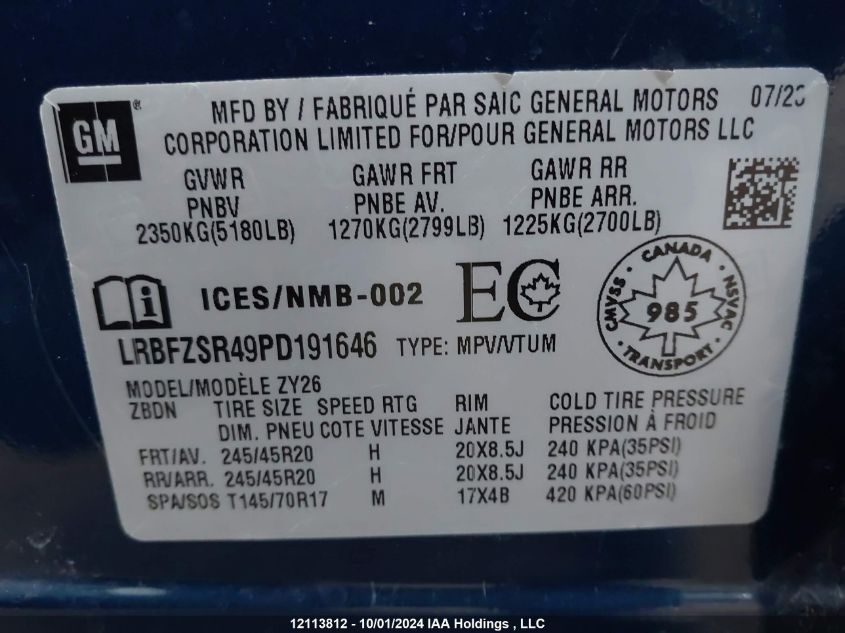 GM ® MFD BY / FABRIQUÉ PAR SAIC GENERAL MOTORS 07/23
CORPORATION LIMITED FOR/POUR GENERAL MOTORS LLC
GVWR GAWR FRT GAWR RR
PNBV PNBE AV. PNBE ARR.
2350KG(5180LB) 1270KG(2799LB) 1225KG(2700LB)
i ICES/NMB-002 EC
CANADA
CMVSS 985 NSVAC
LRBFZSR49PD191646 TYPE: MPV/VTUM
MODEL/MODÈLE ZY26
ZBDN TIRE SIZE SPEED RTG RIM COLD TIRE PRESSURE
DIM. PNEU COTE VITESSE JANTE PRESSION À FROID
FRT/AV. 245/45R20 H 20X8.5J 240 KPA(35PSI)
RR/ARR. 245/45R20 H 20X8.5J 240 KPA(35PSI)
SPA/SOS T145/70R17 M 17X4B 420 KPA(60PSI)
12113812 - 10/01/2024 IAA Holdings , LLC